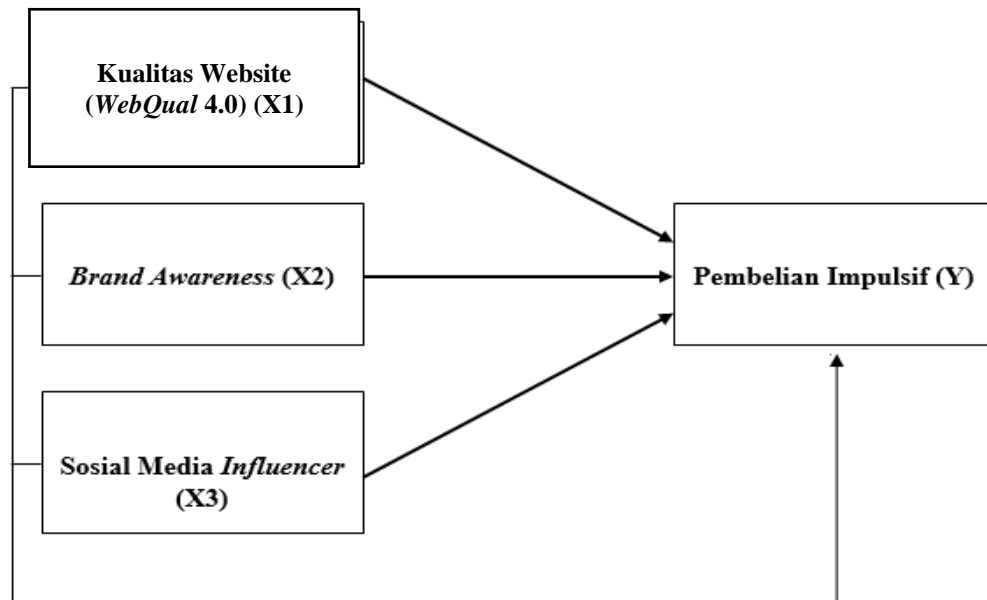 Kualitas Website
(WebQual 4.0) (X1)
Brand Awareness (X2)
Pembelian Impulsif (Y)
Sosial Media Influencer
(X3)